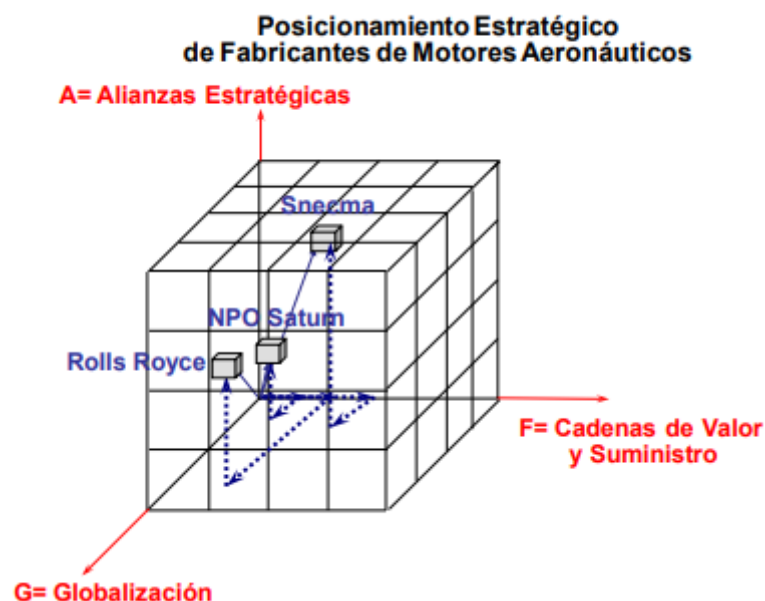 Posicionamiento Estratégico
de Fabricantes de Motores Aeronáuticos
A= Alianzas Estratégicas
Snecma
NPO Saturn
Rolls Royce
F= Cadenas de Valor
y Suministro
G= Globalización